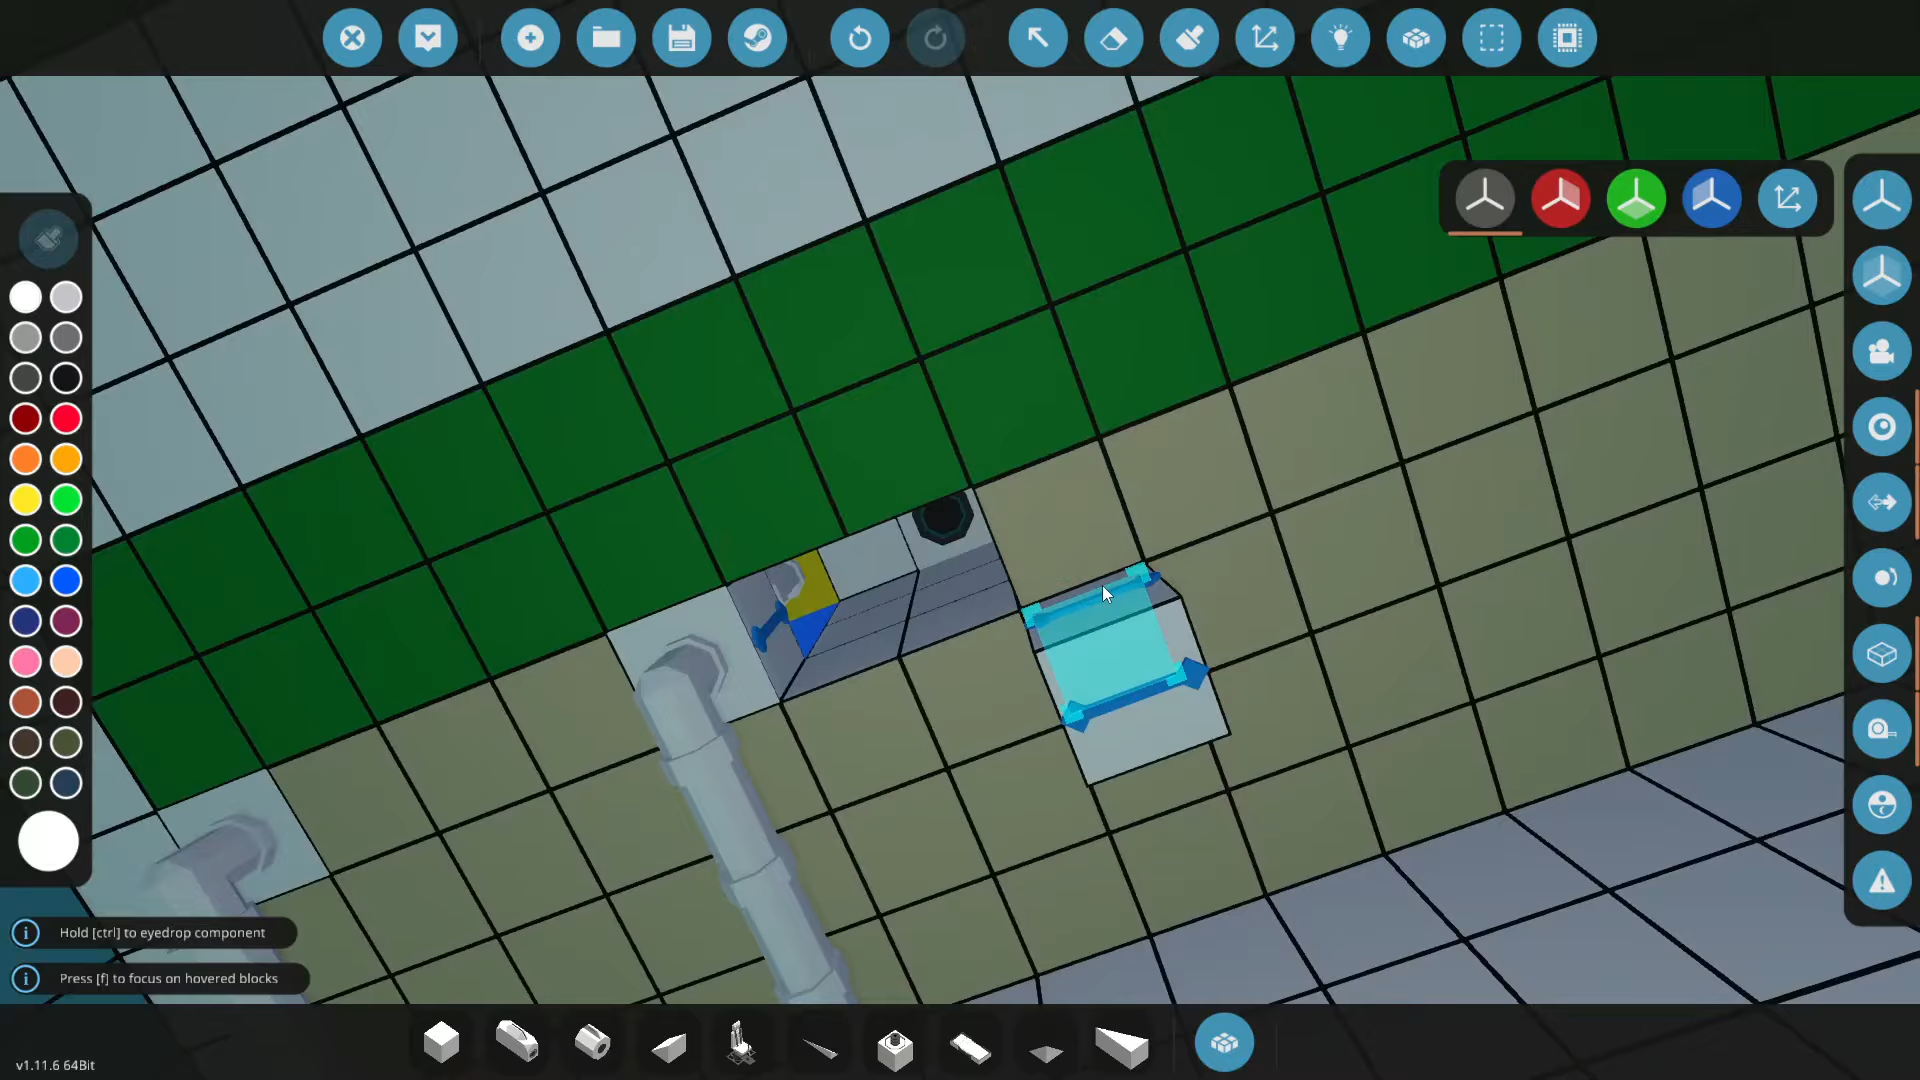 Hold [ctrl] to eyedrop component
Press [f] to focus on hovered blocks
v1.11.6 64Bit